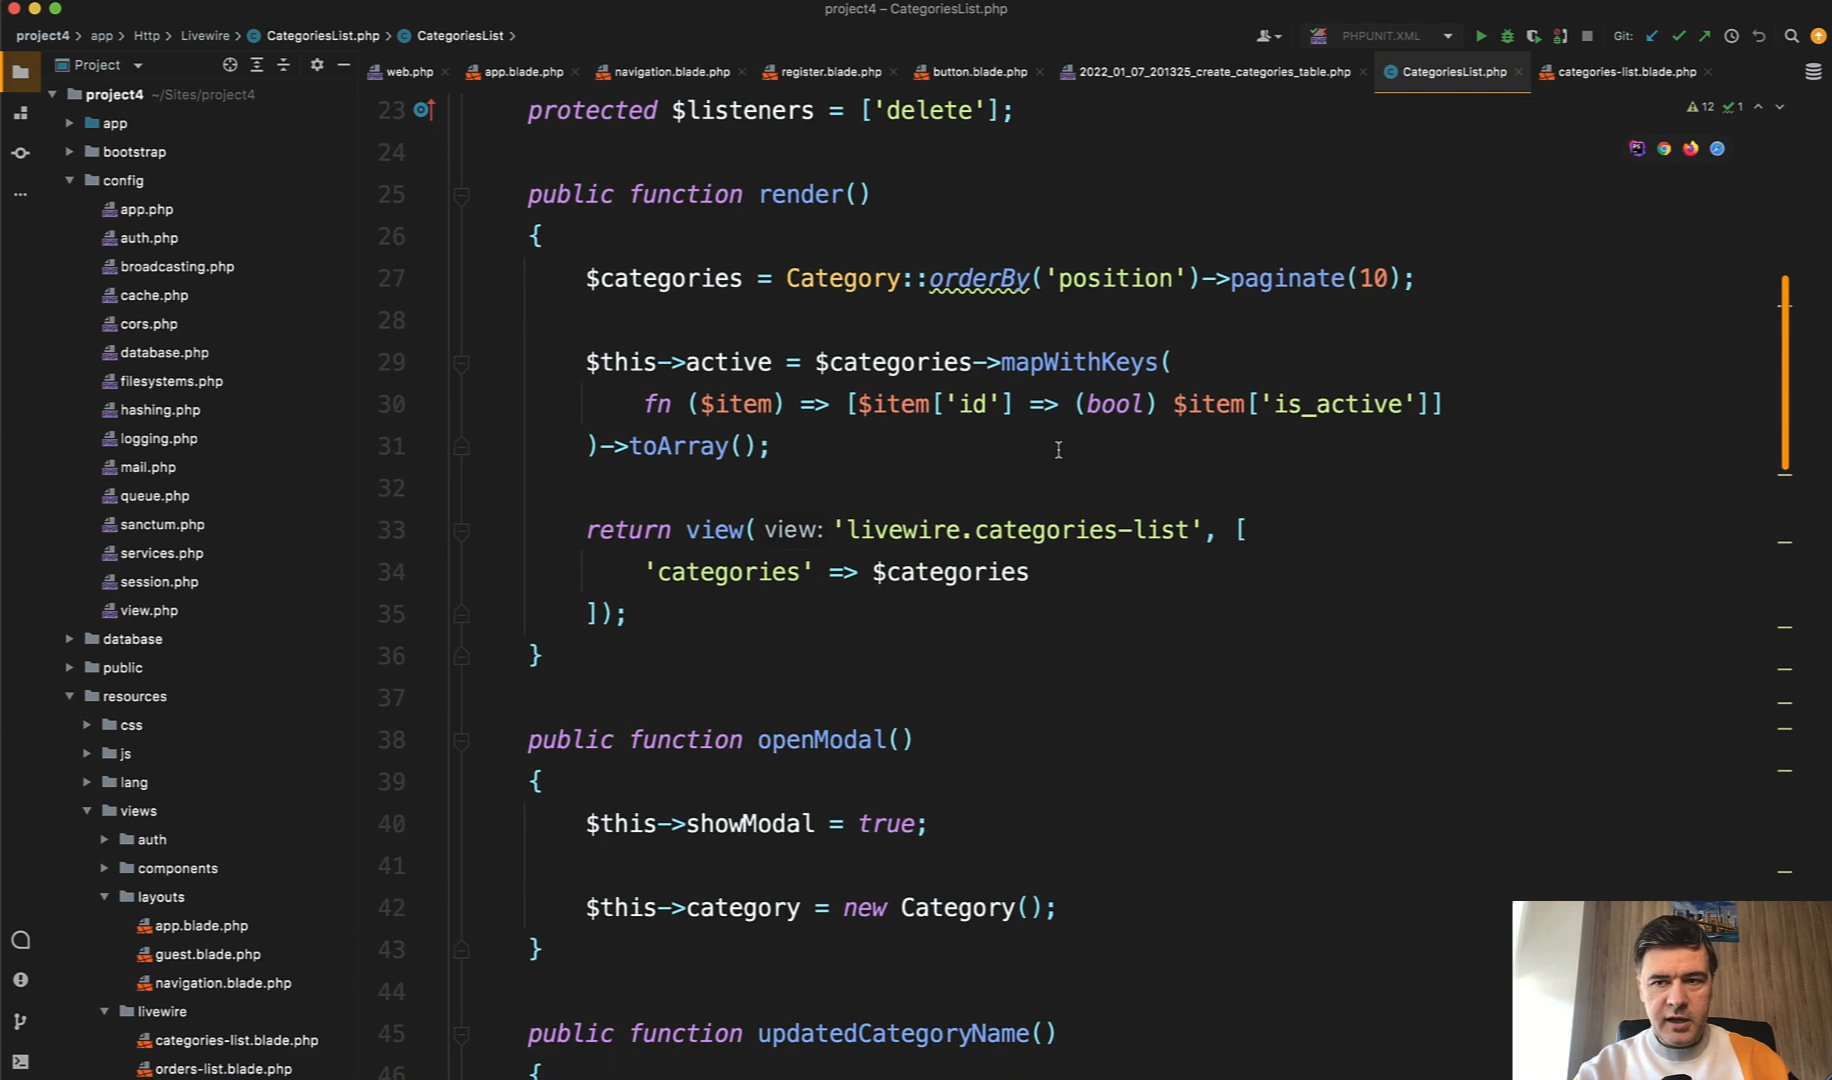 project4 – CategoriesList.php
project4 > app > Http > Livewire > CategoriesList.php > CategoriesList >
PHPUNIT.XML
Git:
Project
web.php
app.blade.php
navigation.blade.php
register.blade.php
button.blade.php
2022_01_07_201325_create_categories_table.php
CategoriesList.php
categories-list.blade.php
12 1
project4 ~/Sites/project4
app
bootstrap
config
app.php
auth.php
broadcasting.php
cache.php
cors.php
database.php
filesystems.php
hashing.php
logging.php
mail.php
queue.php
sanctum.php
services.php
session.php
view.php
database
public
resources
css
js
lang
views
auth
components
layouts
app.blade.php
guest.blade.php
navigation.blade.php
livewire
categories-list.blade.php
orders-list.blade.php
23 protected $listeners = ['delete'];
24
25 public function render()
26 {
27 $categories = Category::orderBy('position')->paginate(10);
28
29 $this->active = $categories->mapWithKeys(
30 fn ($item) => [$item['id'] => (bool) $item['is_active']]
31 )->toArray();
32
33 return view( view: 'livewire.categories-list', [
34 'categories' => $categories
35 ]);
36 }
37
38 public function openModal()
39 {
40 $this->showModal = true;
41
42 $this->category = new Category();
43 }
44
45 public function updatedCategoryName()
46 {